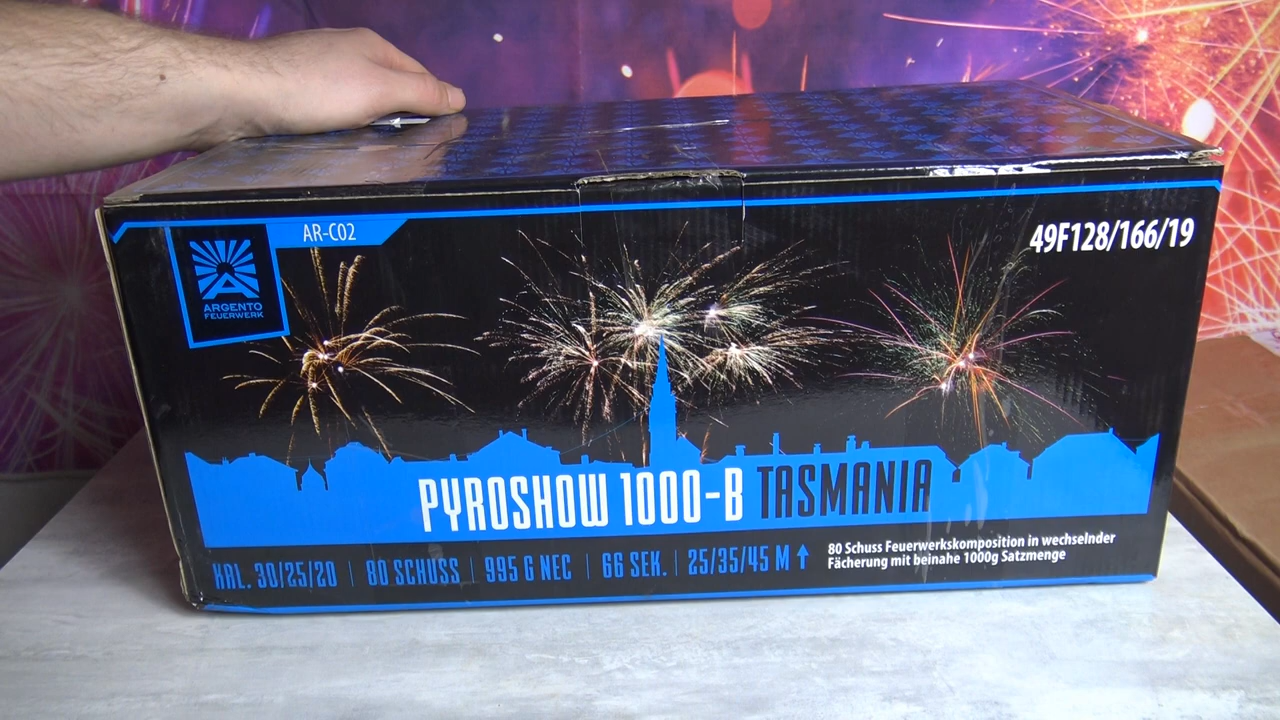 AR-C02
49F128/166/19
ARGENTO
FEUERWERK
PYROSHOW 1000-B TASMANIA
KAL. 30/25/20 | 80 SCHUSS | 995 G NEC | 66 SEK. | 25/35/45 M ↑
80 Schuss Feuerwerkskomposition in wechselnder
Fächerung mit beinahe 1000g Satzmenge